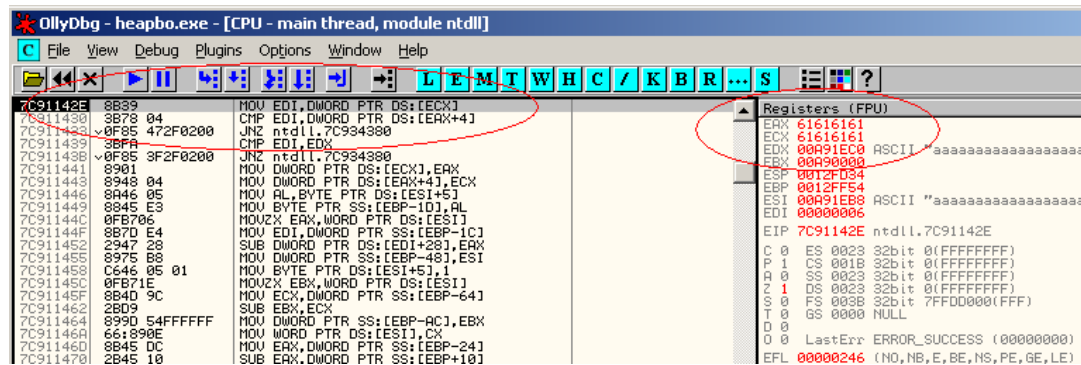 OllyDbg - heapbo.exe - [CPU - main thread, module ntdll]
C File View Debug Plugins Options Window Help
L E M T W H C / K B R ... S ?
7C91142E 8B39 MOV EDI,DWORD PTR DS:[ECX]
7C911430 3B78 04 CMP EDI,DWORD PTR DS:[EAX+4]
7C911433 0F85 472F0200 JNZ ntdll.7C934380
7C911439 3BFA CMP EDI,EDX
7C91143B 0F85 3F2F0200 JNZ ntdll.7C934380
7C911441 8901 MOV DWORD PTR DS:[ECX],EAX
7C911443 8948 04 MOV DWORD PTR DS:[EAX+4],ECX
7C911446 8A46 05 MOV AL,BYTE PTR DS:[ESI+5]
7C911449 8845 E3 MOV BYTE PTR SS:[EBP-1D],AL
7C91144C 0FB706 MOVZX EAX,WORD PTR DS:[ESI]
7C91144F 8B7D E4 MOV EDI,DWORD PTR SS:[EBP-1C]
7C911452 2947 28 SUB DWORD PTR DS:[EDI+28],EAX
7C911455 8975 B8 MOV DWORD PTR SS:[EBP-48],ESI
7C911458 C646 05 01 MOV BYTE PTR DS:[ESI+5],1
7C91145C 0FB71E MOVZX EBX,WORD PTR DS:[ESI]
7C91145F 8B4D 9C MOV ECX,DWORD PTR SS:[EBP-64]
7C911462 2BD9 SUB EBX,ECX
7C911464 899D 54FFFFFF MOV DWORD PTR SS:[EBP-AC],EBX
7C91146A 66:890E MOV WORD PTR DS:[ESI],CX
7C91146D 8B45 DC MOV EAX,DWORD PTR SS:[EBP-24]
7C911470 2B45 10 SUB EAX,DWORD PTR SS:[EBP+10]
Registers (FPU)
EAX 61616161
ECX 61616161
EDX 00A91EC0 ASCII "aaaaaaaaaaaaaaaaaa
EBX 00A90000
ESP 0012FD34
EBP 0012FF54
ESI 00A91EB8 ASCII "aaaaaaaaaaaaaaaaaa
EDI 00000006
EIP 7C91142E ntdll.7C91142E
C 0 ES 0023 32bit 0(FFFFFFFF)
P 1 CS 001B 32bit 0(FFFFFFFF)
A 0 SS 0023 32bit 0(FFFFFFFF)
Z 1 DS 0023 32bit 0(FFFFFFFF)
S 0 FS 003B 32bit 7FFDD000(FFF)
T 0 GS 0000 NULL
D 0
O 0 LastErr ERROR_SUCCESS (00000000)
EFL 00000246 (NO,NB,E,BE,NS,PE,GE,LE)